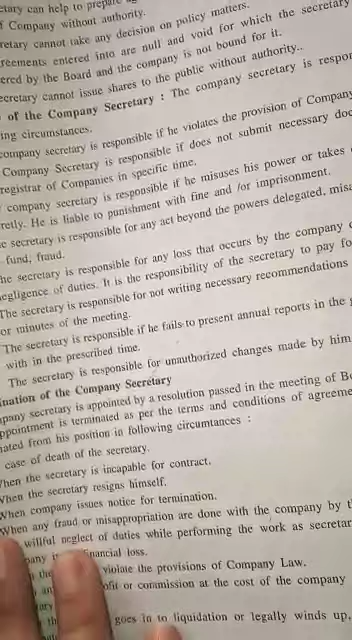 etary can help to prepare
Company without authority.
retary cannot take any decision on policy matters.
reements entered into are null and void for which the secretary
ered by the Board and the company is not bound for it.
ecretary cannot issue shares to the public without authority..
of the Company Secretary : The company secretary is respon
ing circumstances.
company secretary is responsible if he violates the provision of Company
Company Secretary is responsible if does not submit necessary doc
registrar of Companies in specific time.
company secretary is responsible if he misuses his power or takes
retly. He is liable to punishment with fine and /or imprisonment.
e secretary is responsible for any act beyond the powers delegated, misu
fund, fraud.
he secretary is responsible for any loss that occurs by the company
egligence of duties. It is the responsibility of the secretary to pay fo
The secretary is responsible for not writing necessary recommendations
or minutes of the meeting.
The secretary is responsible if he fails to present annual reports in the
with in the prescribed time.
The secretary is responsible for unauthorized changes made by him
ination of the Company Secretary
pany secretary is appointed by a resolution passed in the meeting of Bo
ppointment is terminated as per the terms and conditions of agreeme
nated from his position in following circumtances :
case of death of the secretary.
When the secretary is incapable for contract.
When the secretary resigns himself.
When company issues notice for termination.
When any fraud or misappropriation are done with the company by t
willful neglect of duties while performing the work as secretar
pany financial loss.
violate the provisions of Company Law.
ofit or commission at the cost of the company
tary
goes in to liquidation or legally winds up.